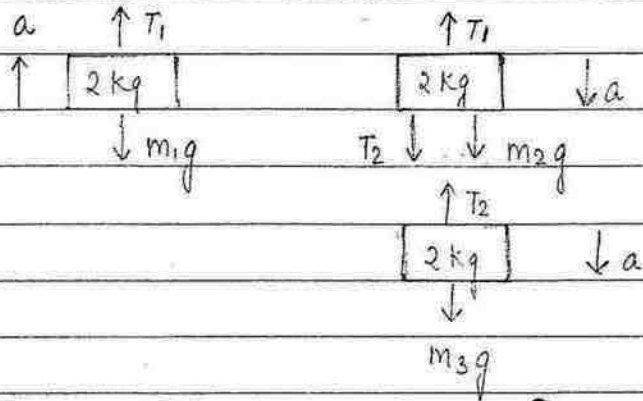 a T₁ T₁
2 kg 2 kg a
m₁g T₂ m₂g
T₂
2 kg a
m₃g